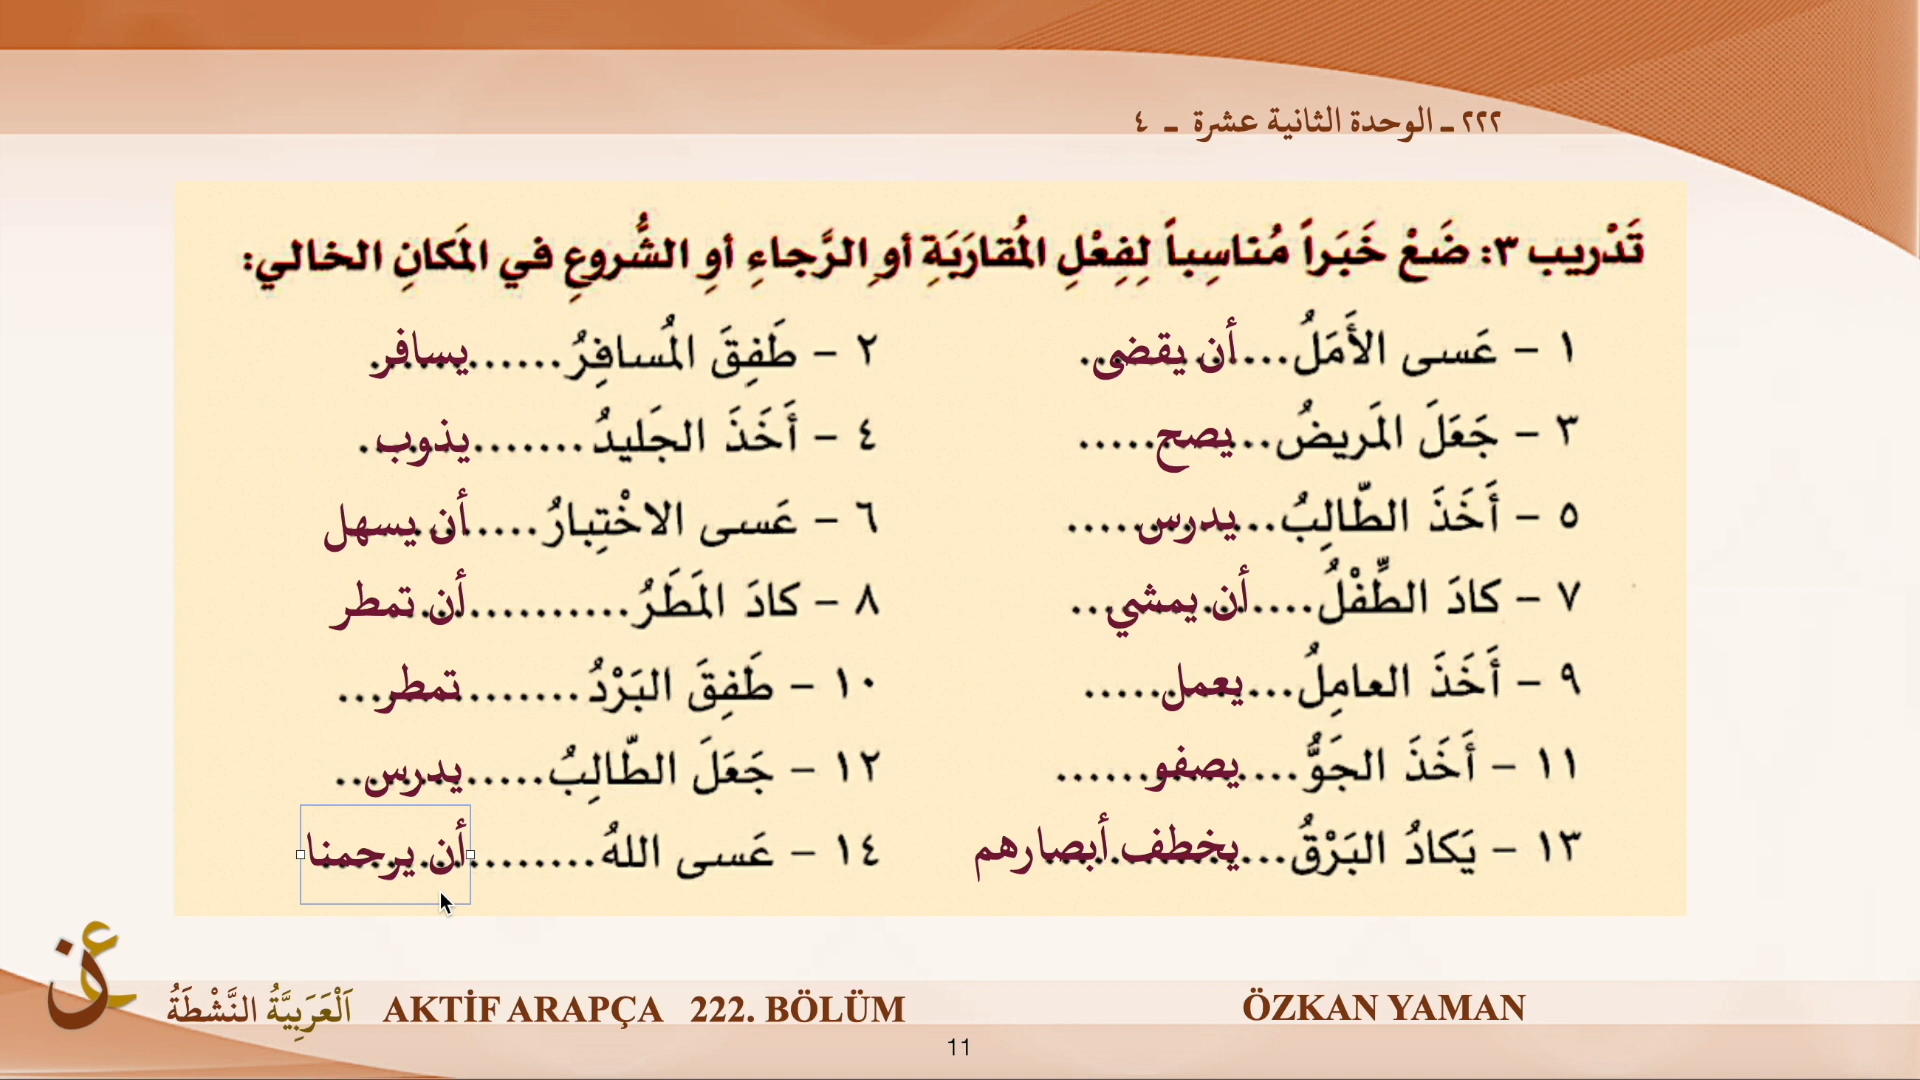 ٢٢٢ ـ الوحدة الثانية عشرة ـ ٤
تَدْريب ٣: ضَعْ خَبَراً مُناسِباً لِفِعْلِ المُقارَبَةِ أوِ الرَّجاءِ أوِ الشُّروعِ في المَكانِ الخالي:
١ – عَسى الأَمَلُ .... أن يقضى
٢ – طَفِقَ المُسافِرُ ...... يسافر
٣ – جَعَلَ المَريضُ .. يصح .....
٤ – أَخَذَ الجَليدُ ....... يذوب
٥ – أَخَذَ الطّالِبُ ... يدرس .....
٦ – عَسى الاخْتِبارُ ...... أن يسهل
٧ – كادَ الطِّفْلُ .... أن يمشي ..
٨ – كادَ المَطَرُ .......... أن تمطر
٩ – أَخَذَ العامِلُ ... يعمل .....
١٠ – طَفِقَ البَرْدُ ....... تمطر ...
١١ – أَخَذَ الجَوُّ .... يصفو ......
١٢ – جَعَلَ الطّالِبُ ..... يدرس ..
١٣ – يَكادُ البَرْقُ ... يخطف أبصارهم
١٤ – عَسى اللهُ ......... أن يرحمنا
اَلْعَرَبِيَّةُ النَّشْطَةُ AKTİF ARAPÇA 222. BÖLÜM ÖZKAN YAMAN
11